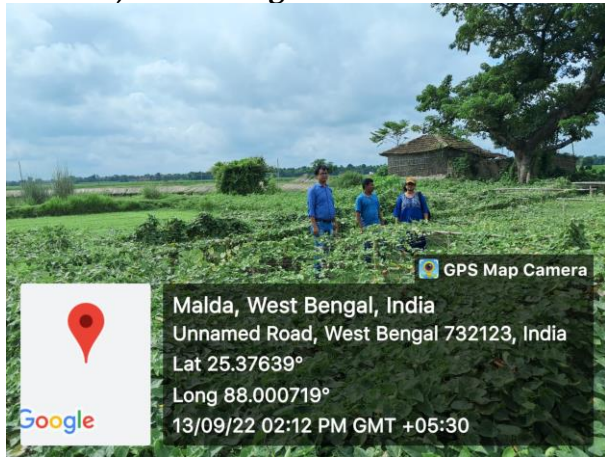 GPS Map Camera
Malda, West Bengal, India
Unnamed Road, West Bengal 732123, India
Lat 25.37639°
Long 88.000719°
13/09/22 02:12 PM GMT +05:30
Google